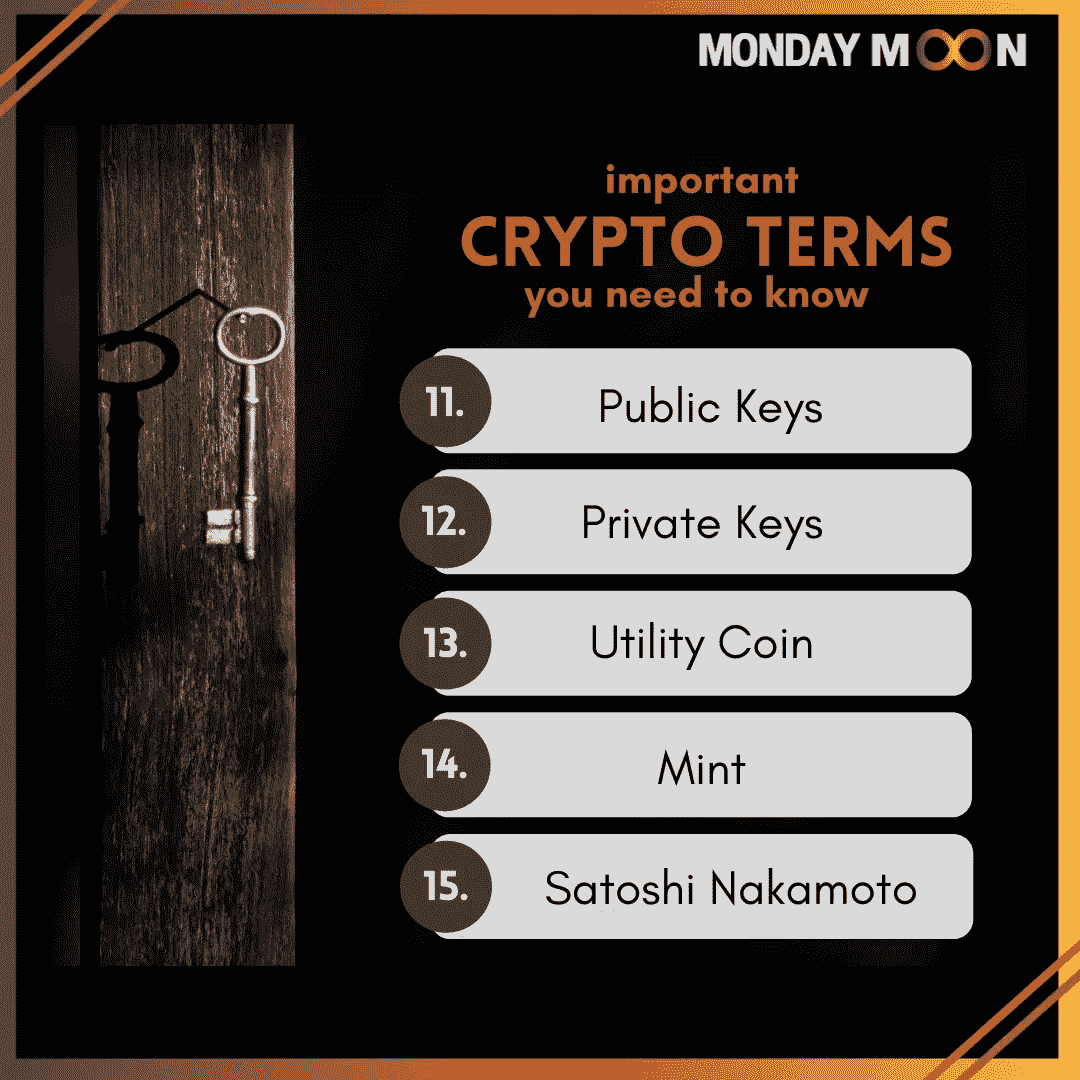 MONDAY MOON
important
CRYPTO TERMS
you need to know
11. Public Keys
12. Private Keys
13. Utility Coin
14. Mint
15. Satoshi Nakamoto